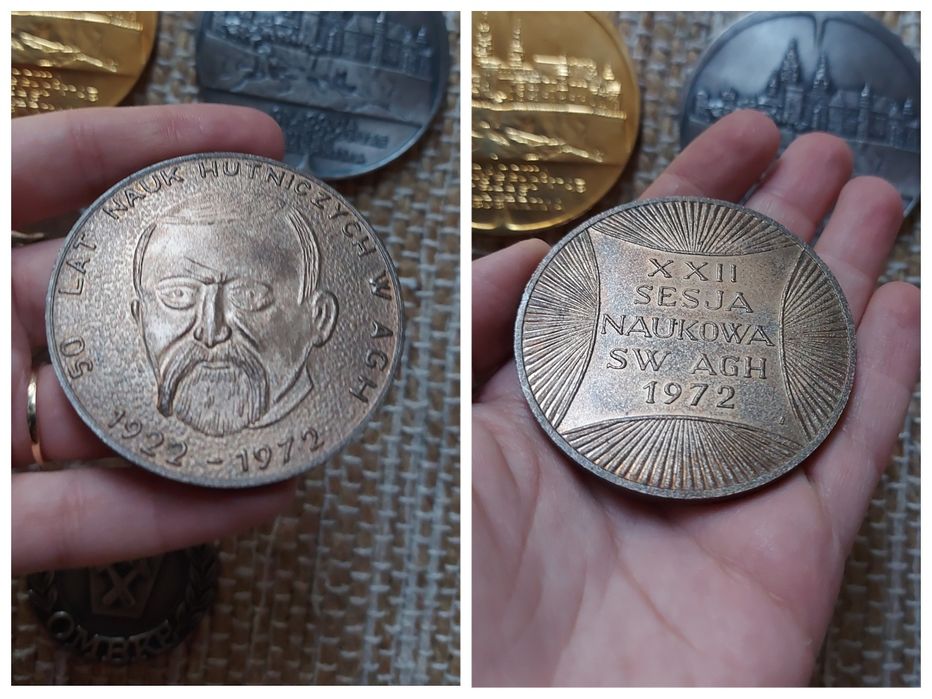 50 LAT NAUK HUTNICZYCH W AGH
1922 - 1972
XXII
SESJA
NAUKOWA
SW AGH
1972